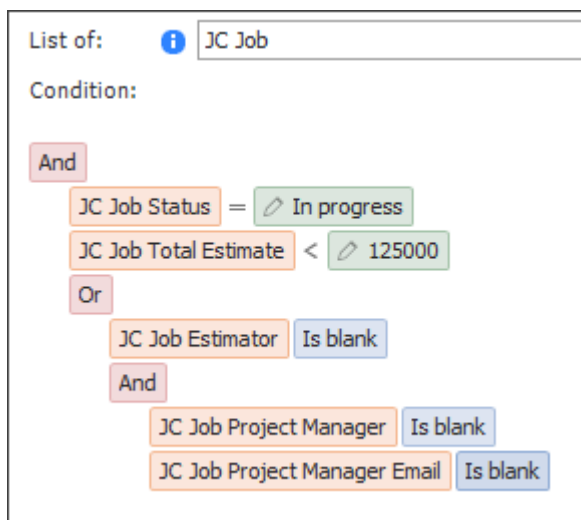 List of: JC Job
Condition:
And
JC Job Status = In progress
JC Job Total Estimate < 125000
Or
JC Job Estimator Is blank
And
JC Job Project Manager Is blank
JC Job Project Manager Email Is blank